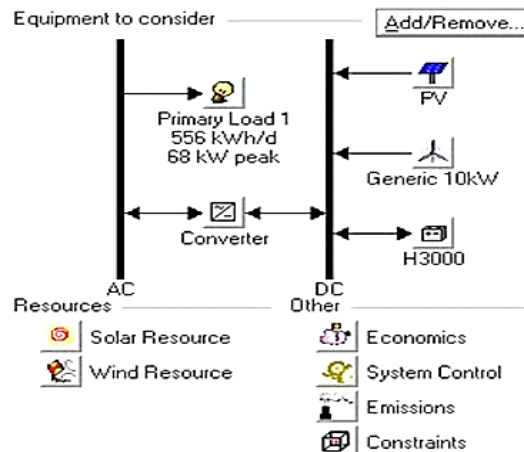 Equipment to consider
Add/Remove...
Primary Load 1
556 kWh/d
68 kW peak
PV
Generic 10kW
Converter
H3000
AC
DC
Resources
Other
Solar Resource
Economics
Wind Resource
System Control
Emissions
Constraints